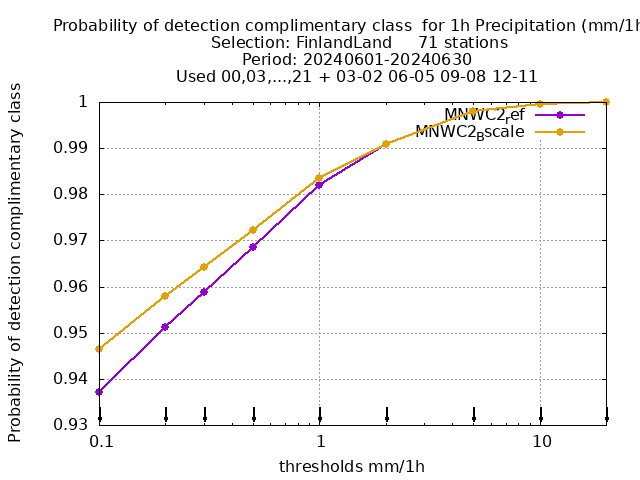 Probability of detection complimentary class  for 1h Precipitation (mm/1h
Selection: FinlandLand     71 stations
Period: 20240601-20240630
Used 00,03,...,21 + 03-02 06-05 09-08 12-11
Probability of detection complimentary class
1
0.99
0.98
0.97
0.96
0.95
0.94
0.93
MNWC2ref
MNWC2Bscale
0.1
1
10
thresholds mm/1h